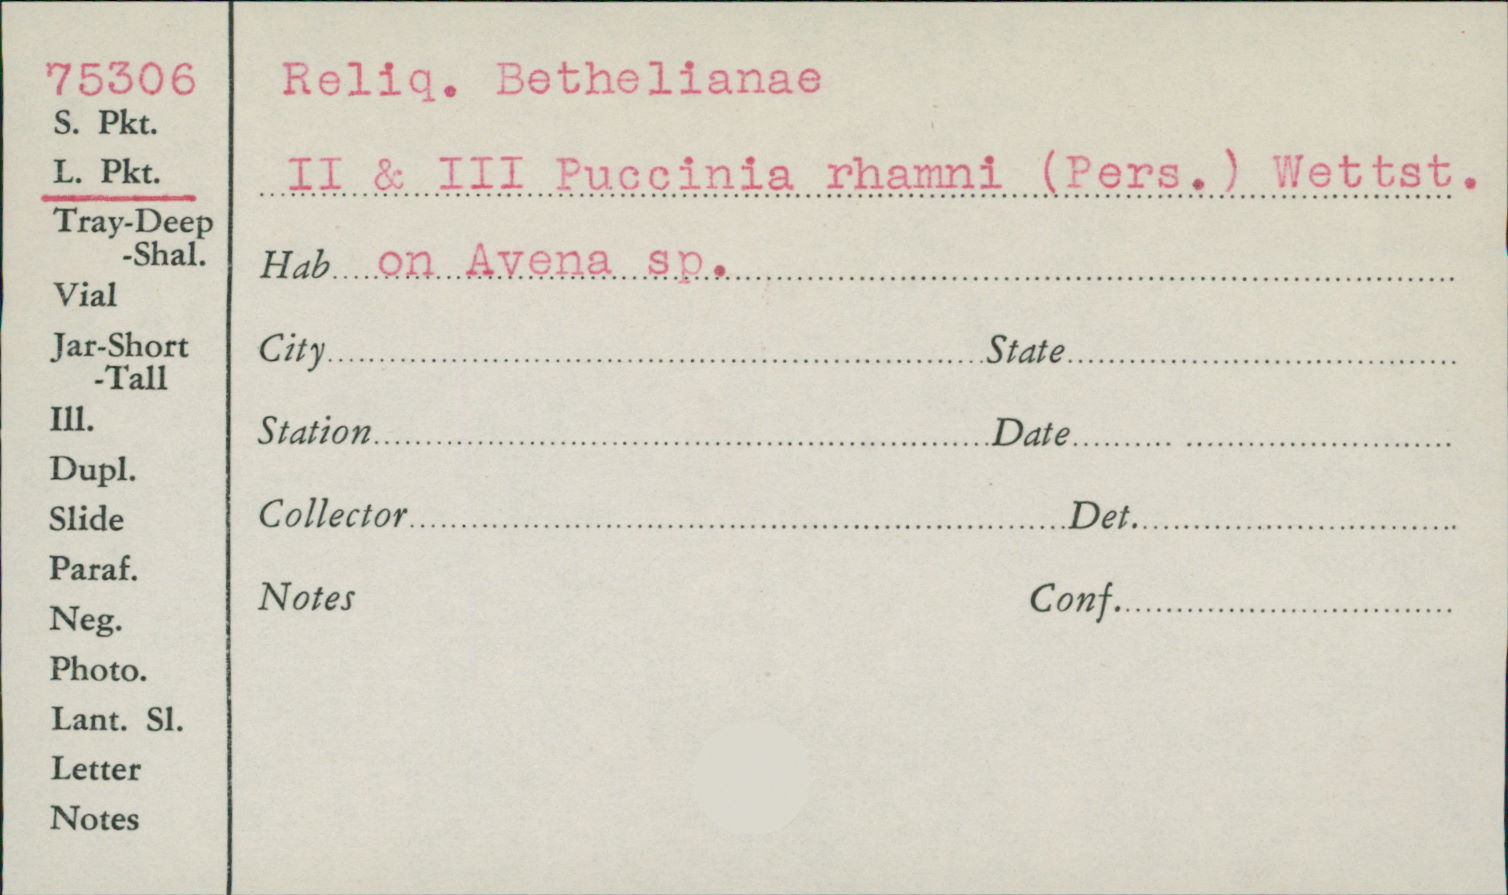 75306
S. Pkt.
L. Pkt.
Tray-Deep
-Shal.
Vial
Jar-Short
-Tall
Ill.
Dupl.
Slide
Paraf.
Neg.
Photo.
Lant. Sl.
Letter
Notes
Reliq. Bethelianae
II & III Puccinia rhamni (Pers.) Wettst.
Hab on Avena sp.
City State
Station Date
Collector Det.
Notes Conf.